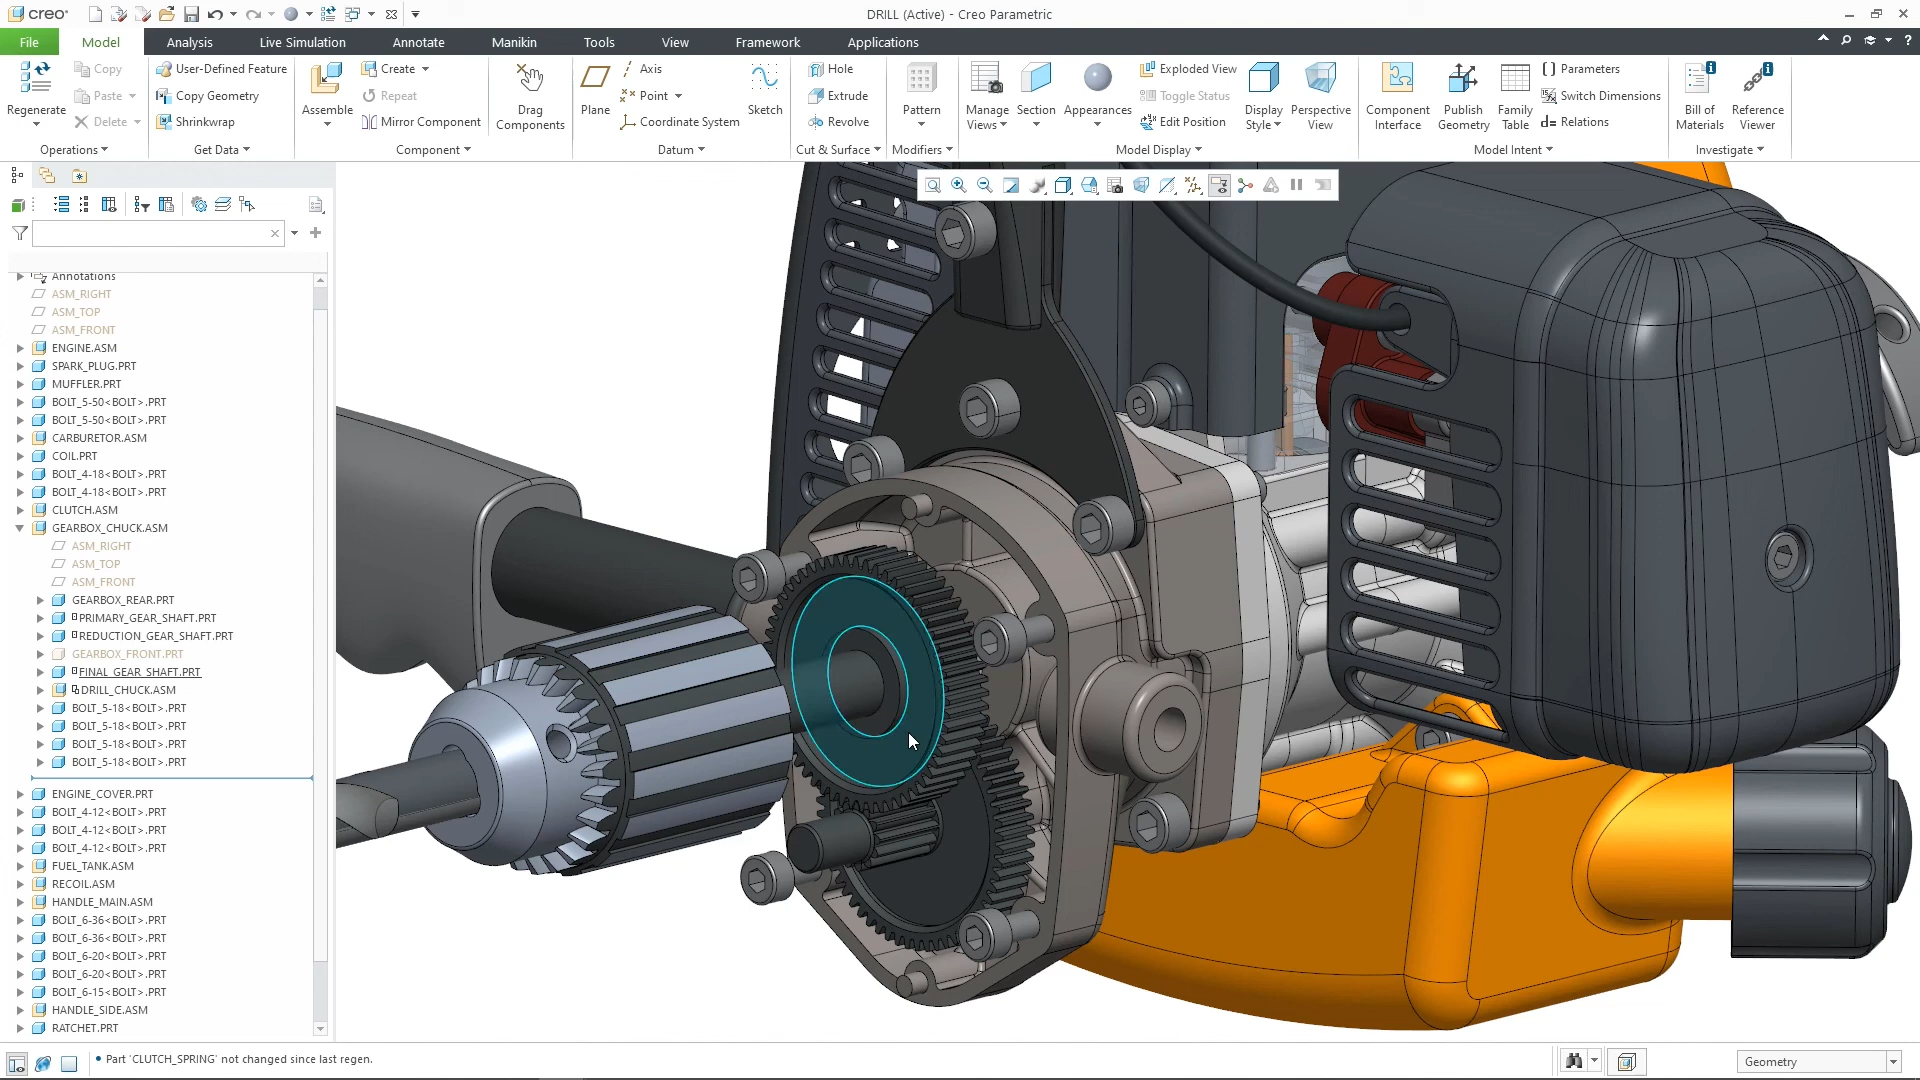 creo
DRILL (Active) - Creo Parametric
File Model Analysis Live Simulation Annotate Manikin Tools View Framework Applications
Regenerate
Copy
Paste
Delete
Operations
User-Defined Feature
Copy Geometry
Shrinkwrap
Get Data
Assemble
Create
Repeat
Mirror Component
Component
Drag
Components
Plane
Axis
Point
Coordinate System
Sketch
Datum
Hole
Extrude
Revolve
Cut & Surface
Pattern
Modifiers
Manage
Views
Section
Appearances
Exploded View
Toggle Status
Edit Position
Display
Style
Perspective
View
Model Display
Component
Interface
Publish
Geometry
Family
Table
Parameters
Switch Dimensions
Relations
Model Intent
Bill of
Materials
Reference
Viewer
Investigate
Annotations
ASM_RIGHT
ASM_TOP
ASM_FRONT
ENGINE.ASM
SPARK_PLUG.PRT
MUFFLER.PRT
BOLT_5-50<BOLT>.PRT
BOLT_5-50<BOLT>.PRT
CARBURETOR.ASM
COIL.PRT
BOLT_4-18<BOLT>.PRT
BOLT_4-18<BOLT>.PRT
CLUTCH.ASM
GEARBOX_CHUCK.ASM
ASM_RIGHT
ASM_TOP
ASM_FRONT
GEARBOX_REAR.PRT
PRIMARY_GEAR_SHAFT.PRT
REDUCTION_GEAR_SHAFT.PRT
GEARBOX_FRONT.PRT
FINAL_GEAR_SHAFT.PRT
DRILL_CHUCK.ASM
BOLT_5-18<BOLT>.PRT
BOLT_5-18<BOLT>.PRT
BOLT_5-18<BOLT>.PRT
BOLT_5-18<BOLT>.PRT
ENGINE_COVER.PRT
BOLT_4-12<BOLT>.PRT
BOLT_4-12<BOLT>.PRT
BOLT_4-12<BOLT>.PRT
FUEL_TANK.ASM
RECOIL.ASM
HANDLE_MAIN.ASM
BOLT_6-36<BOLT>.PRT
BOLT_6-36<BOLT>.PRT
BOLT_6-20<BOLT>.PRT
BOLT_6-20<BOLT>.PRT
BOLT_6-15<BOLT>.PRT
HANDLE_SIDE.ASM
RATCHET.PRT
• Part 'CLUTCH_SPRING' not changed since last regen.
Geometry